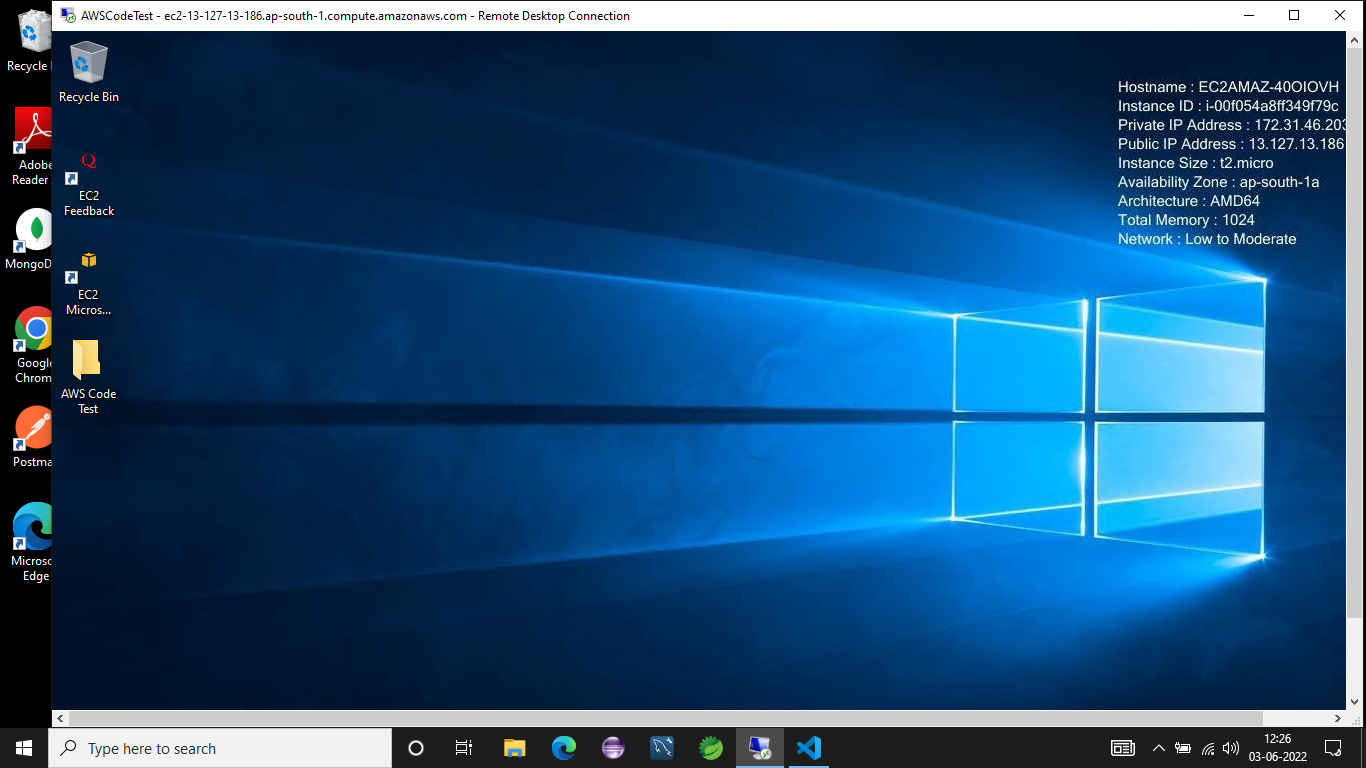 AWSCodeTest - ec2-13-127-13-186.ap-south-1.compute.amazonaws.com - Remote Desktop Connection
Recycle
Adobe
Reader
MongoD
Google
Chrom
Postma
Microso
Edge
Recycle Bin
EC2
Feedback
EC2
Micros...
AWS Code
Test
Hostname : EC2AMAZ-40OIOVH
Instance ID : i-00f054a8ff349f79c
Private IP Address : 172.31.46.203
Public IP Address : 13.127.13.186
Instance Size : t2.micro
Availability Zone : ap-south-1a
Architecture : AMD64
Total Memory : 1024
Network : Low to Moderate
Type here to search
12:26
03-06-2022